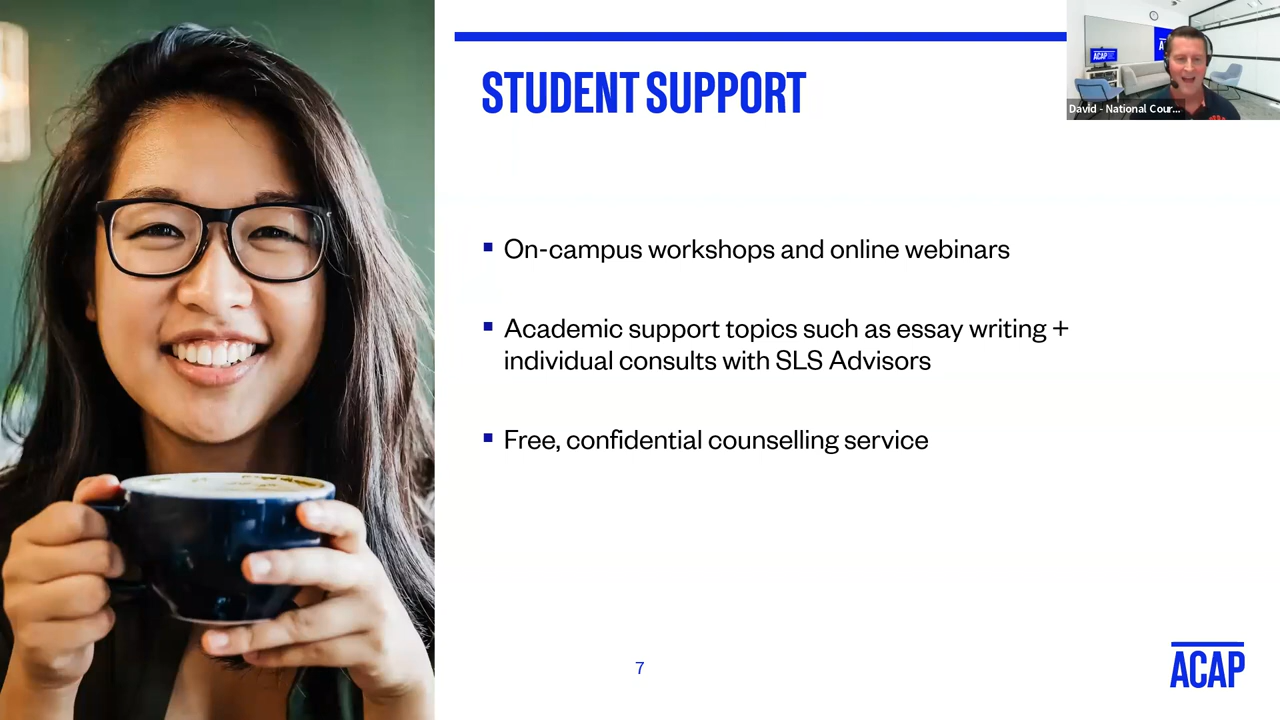 STUDENT SUPPORT
David - National Cour...
On-campus workshops and online webinars
Academic support topics such as essay writing +
individual consults with SLS Advisors
Free, confidential counselling service
7
ACAP
ACAP